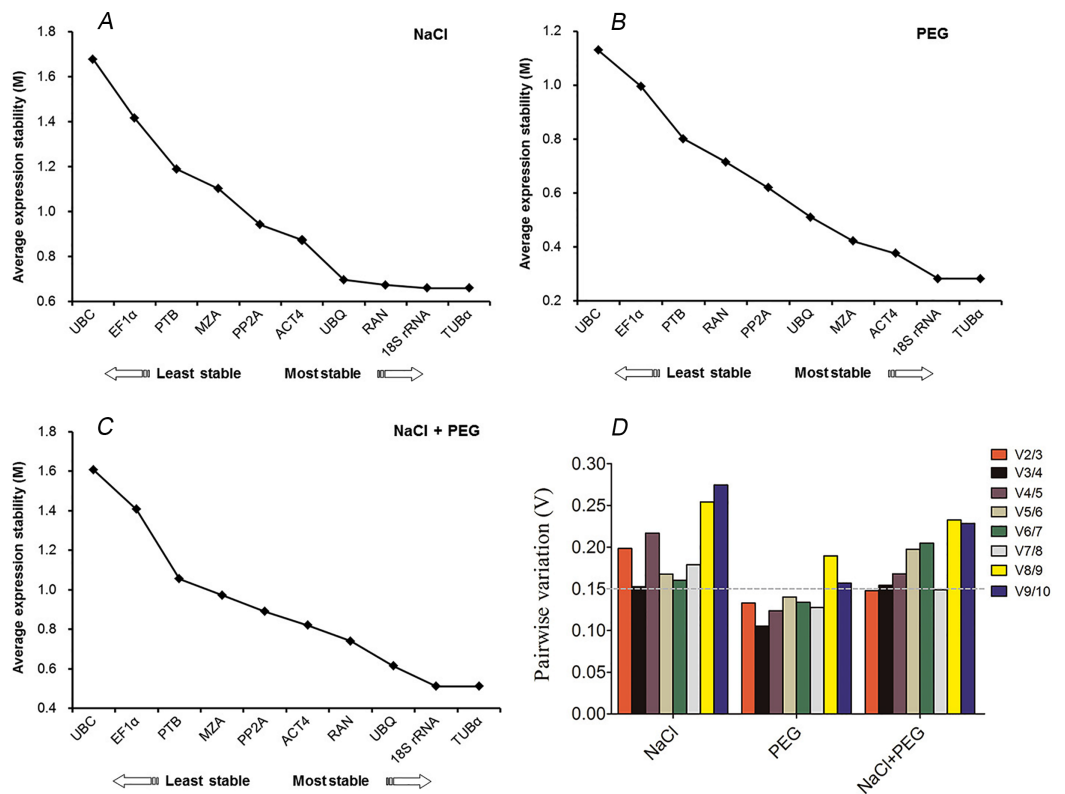 A
NaCl
Average expression stability (M)
1.8
1.6
1.4
1.2
1.0
0.8
0.6
UBC
EF1α
PTB
MZA
PP2A
ACT4
UBQ
RAN
18S rRNA
TUBα
Least stable
Most stable
B
PEG
Average expression stability (M)
1.2
1.0
0.8
0.6
0.4
0.2
UBC
EF1α
PTB
RAN
PP2A
UBQ
MZA
ACT4
18S rRNA
TUBα
Least stable
Most stable
C
NaCl + PEG
Average expression stability (M)
1.8
1.6
1.4
1.2
1.0
0.8
0.6
0.4
UBC
EF1α
PTB
MZA
PP2A
ACT4
RAN
UBQ
18S rRNA
TUBα
Least stable
Most stable
D
Pairwise variation (V)
0.30
0.25
0.20
0.15
0.10
0.05
0.00
NaCl
PEG
NaCl+PEG
V2/3
V3/4
V4/5
V5/6
V6/7
V7/8
V8/9
V9/10